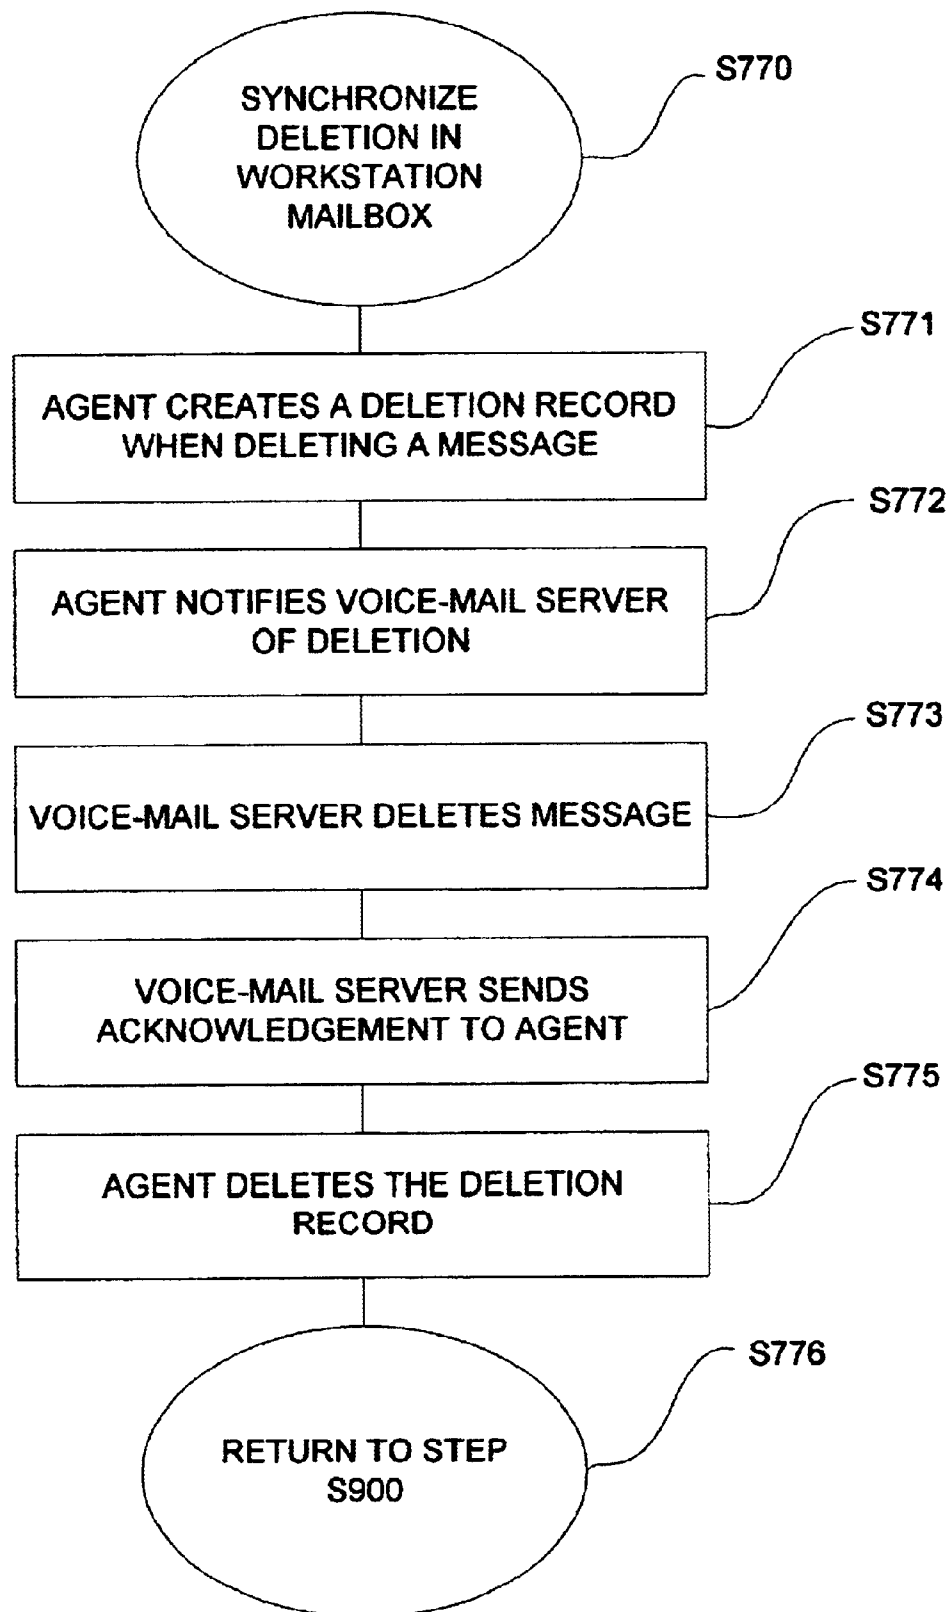 SYNCHRONIZE
DELETION IN
WORKSTATION
MAILBOX
S770
AGENT CREATES A DELETION RECORD
WHEN DELETING A MESSAGE
S771
AGENT NOTIFIES VOICE-MAIL SERVER
OF DELETION
S772
VOICE-MAIL SERVER DELETES MESSAGE
S773
VOICE-MAIL SERVER SENDS
ACKNOWLEDGEMENT TO AGENT
S774
AGENT DELETES THE DELETION
RECORD
S775
RETURN TO STEP
S900
S776